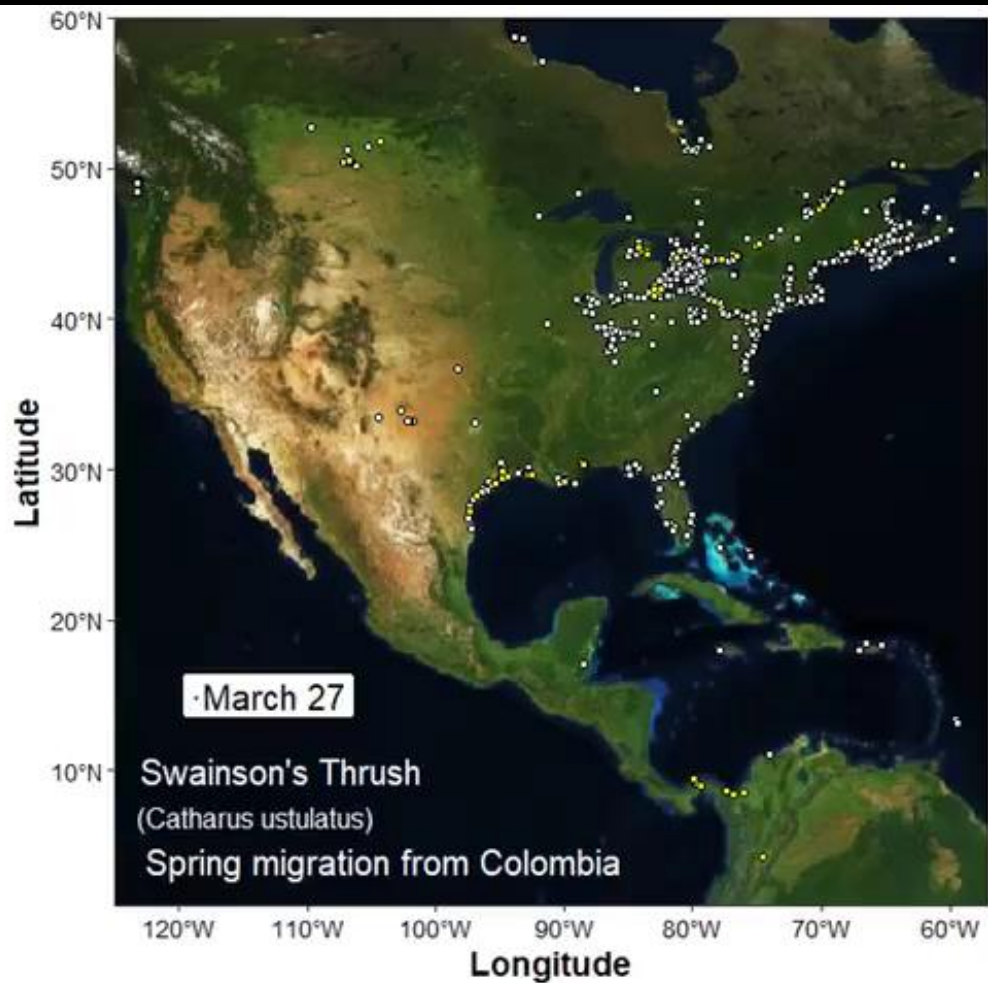 60°N
50°N
40°N
30°N
20°N
10°N
Latitude
·March 27
Swainson's Thrush
(Catharus ustulatus)
Spring migration from Colombia
120°W 110°W 100°W 90°W 80°W 70°W 60°W
Longitude